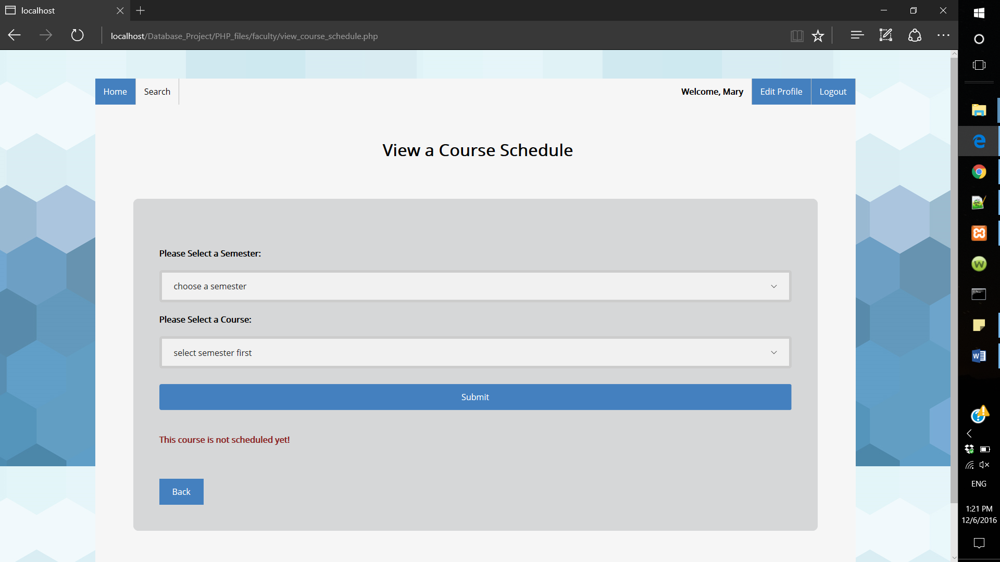 localhost
localhost/Database_Project/PHP_files/faculty/view_course_schedule.php
Home
Search
Welcome, Mary
Edit Profile
Logout
View a Course Schedule
Please Select a Semester:
choose a semester
Please Select a Course:
select semester first
Submit
This course is not scheduled yet!
Back
ENG
1:21 PM
12/6/2016